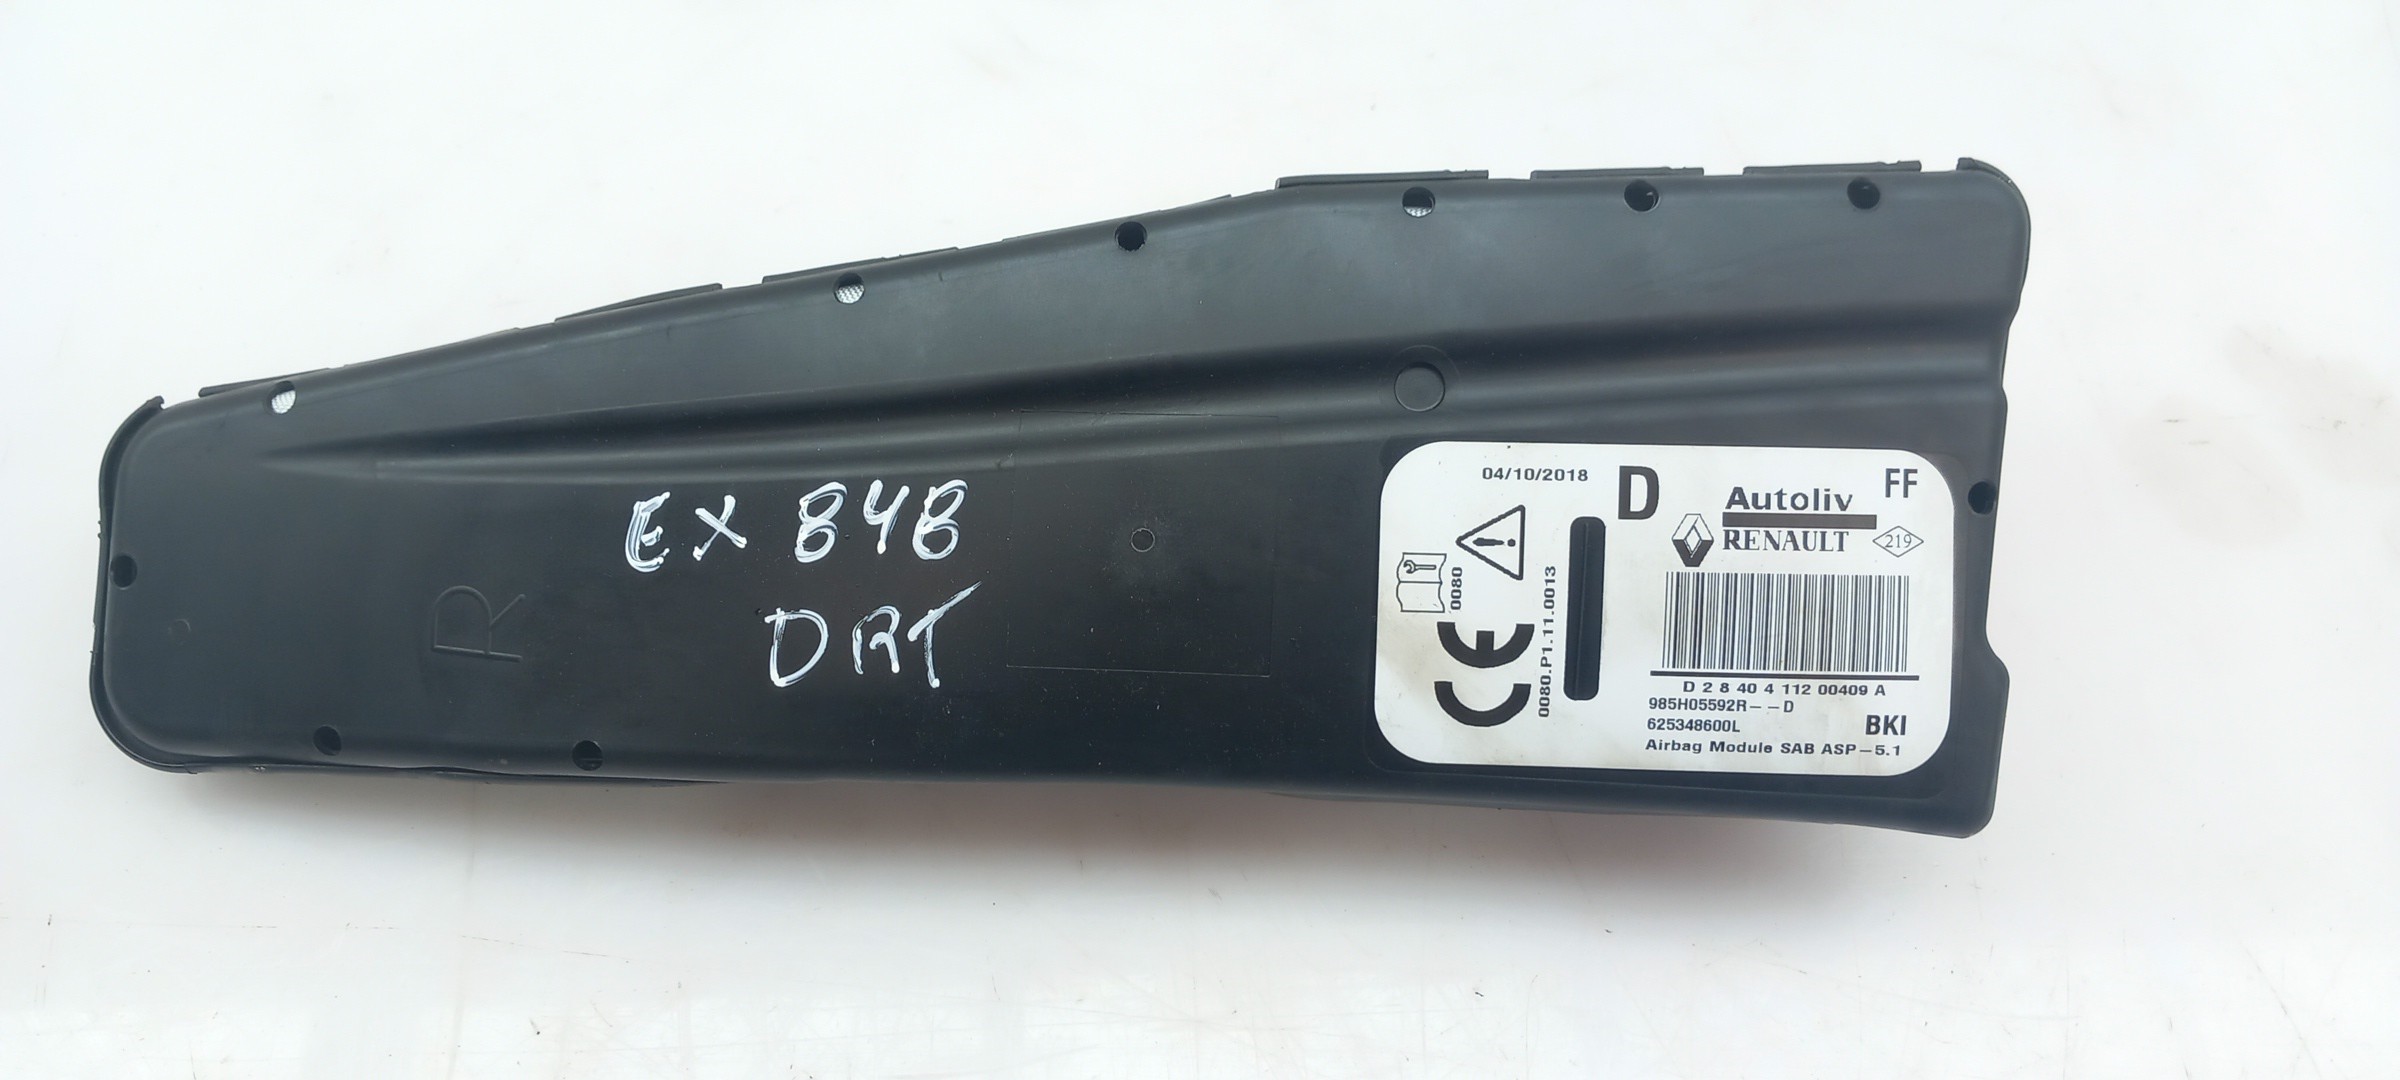 R
EX 848
DRT
04/10/2018
D
FF
Autoliv
RENAULT
219
0080
0080.P1.11.0013
CE
D 2 8 40 4 112 00409 A
985H05592R--D
625348600L
BKI
Airbag Module SAB ASP-5.1